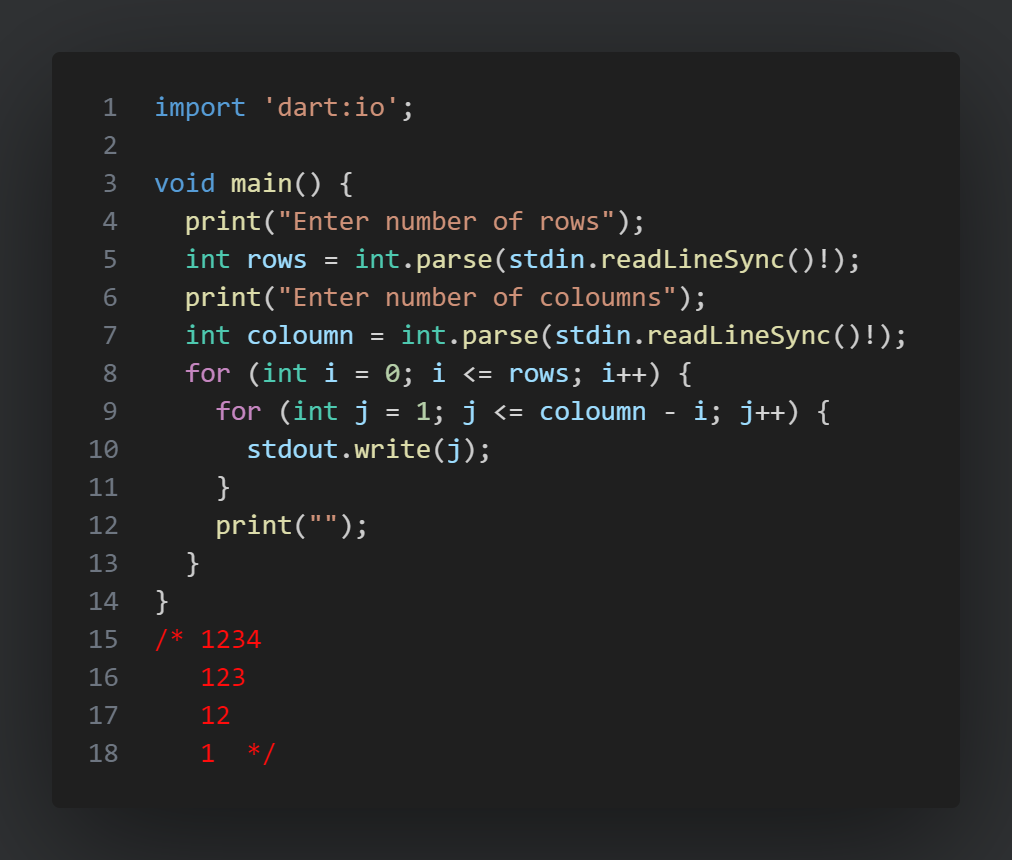 1 import 'dart:io';
2
3 void main() {
4   print("Enter number of rows");
5   int rows = int.parse(stdin.readLineSync()!);
6   print("Enter number of coloumns");
7   int coloumn = int.parse(stdin.readLineSync()!);
8   for (int i = 0; i <= rows; i++) {
9     for (int j = 1; j <= coloumn - i; j++) {
10       stdout.write(j);
11     }
12     print("");
13   }
14 }
15 /* 1234
16    123
17    12
18    1  */